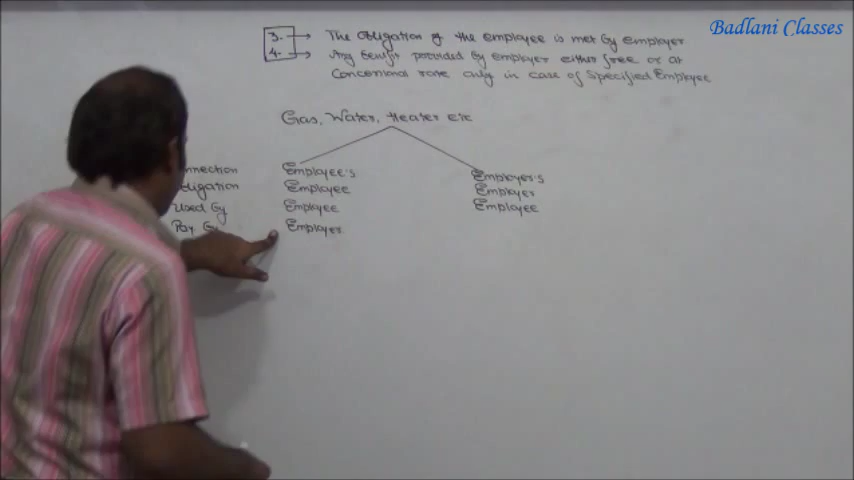 Badlani Classes
3. → The obligation of the employee is met by employer.
4. → Any benefit provided by employer either free or at
Concessional rate only in case of Specified Employee
Gas, Water, Heater etc
Employee's Employer's
Employee Employer
Used by Employee Employee
Pay By Employer.